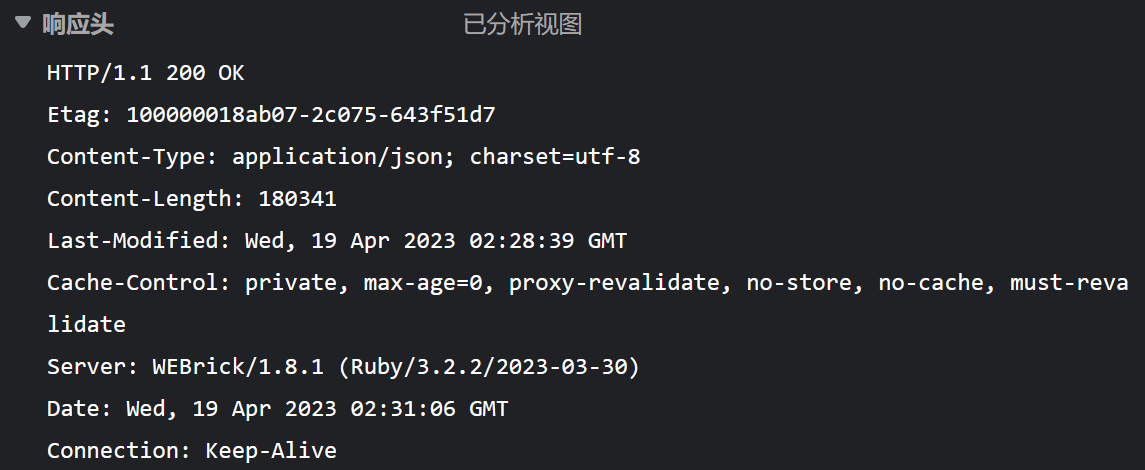 响应头 已分析视图
HTTP/1.1 200 OK
Etag: 100000018ab07-2c075-643f51d7
Content-Type: application/json; charset=utf-8
Content-Length: 180341
Last-Modified: Wed, 19 Apr 2023 02:28:39 GMT
Cache-Control: private, max-age=0, proxy-revalidate, no-store, no-cache, must-reva
lidate
Server: WEBrick/1.8.1 (Ruby/3.2.2/2023-03-30)
Date: Wed, 19 Apr 2023 02:31:06 GMT
Connection: Keep-Alive